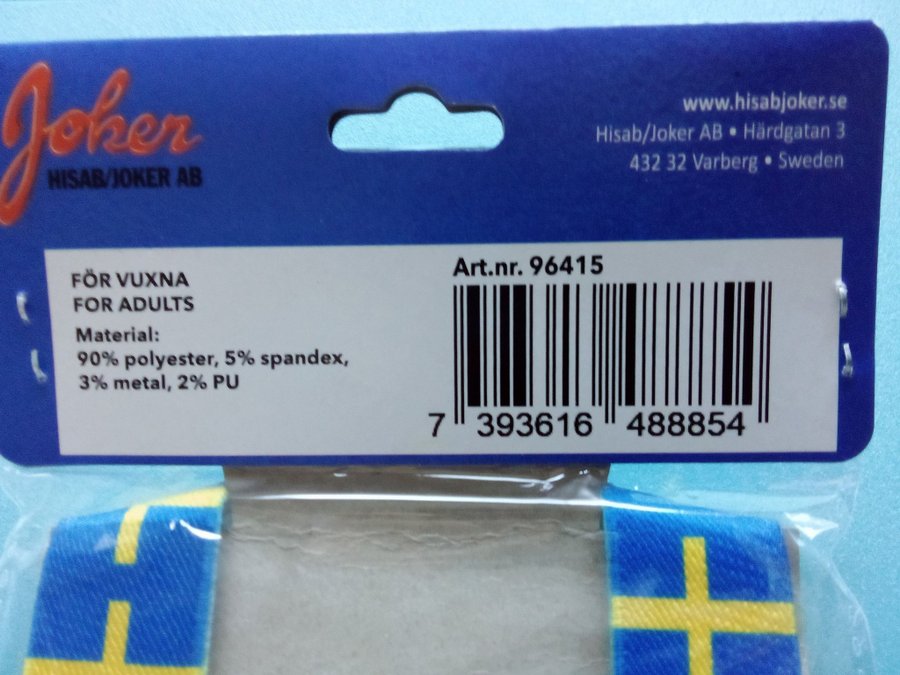 Joker
HISAB/JOKER AB
www.hisabjoker.se
Hisab/Joker AB • Härdgatan 3
432 32 Varberg • Sweden
FÖR VUXNA
FOR ADULTS
Material:
90% polyester, 5% spandex,
3% metal, 2% PU
Art.nr. 96415
7 393616 488854